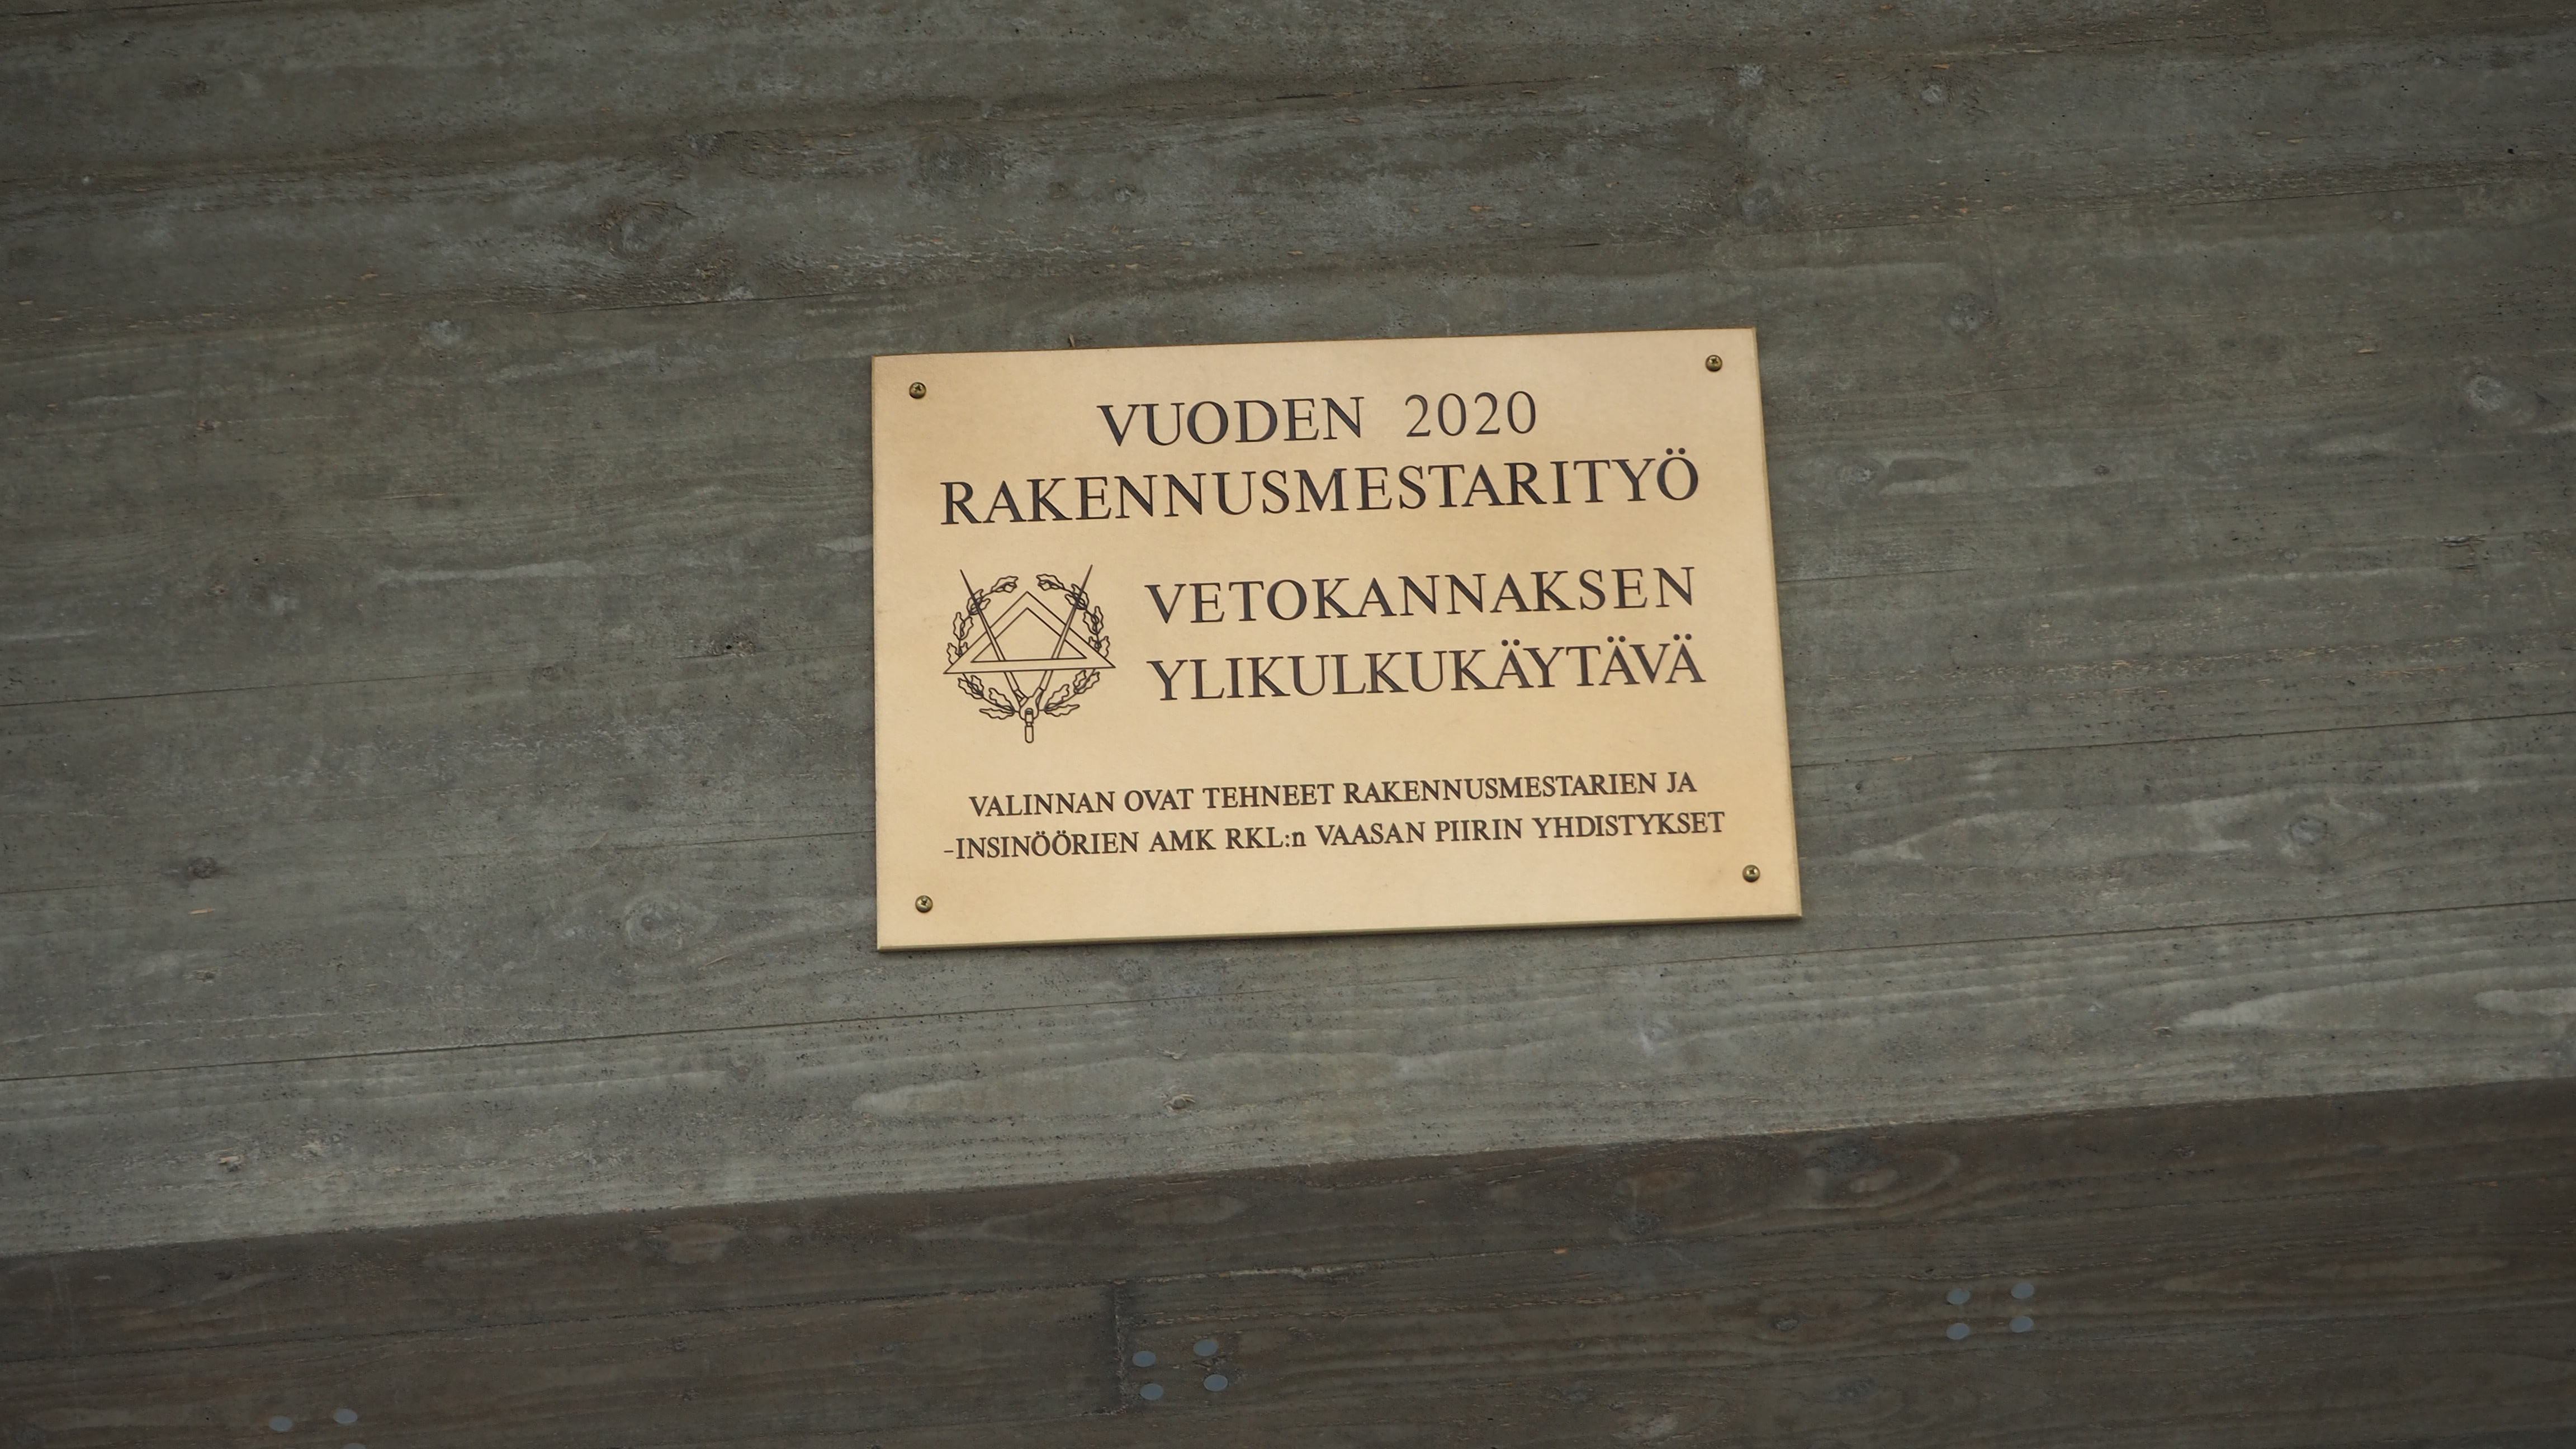 VUODEN 2020
RAKENNUSMESTARITYÖ
VETOKANNAKSEN
YLIKULKUKÄYTÄVÄ
VALINNAN OVAT TEHNEET RAKENNUSMESTARIEN JA
-INSINÖÖRIEN AMK RKL:n VAASAN PIIRIN YHDISTYKSET